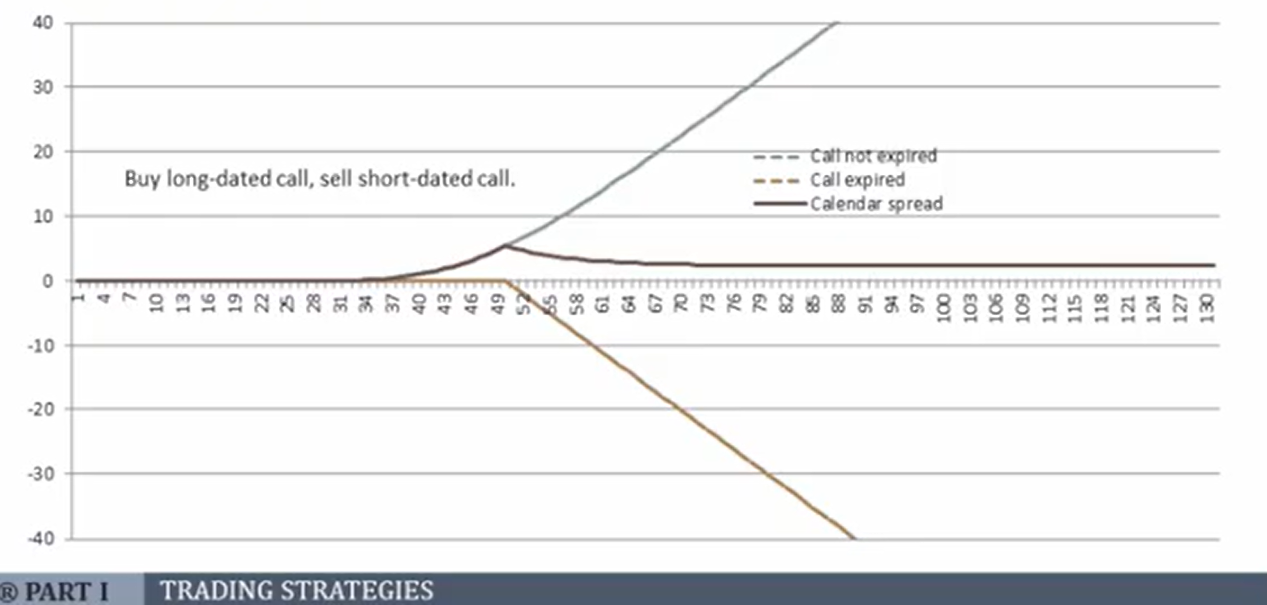 40
30
20
10
0
-10
-20
-30
-40
Buy long-dated call, sell short-dated call.
Call not expired
Call expired
Calendar spread
1 4 7 10 13 16 19 22 25 28 31 34 37 40 43 46 49 52 55 58 61 64 67 70 73 76 79 82 85 88 91 94 97 100 103 106 109 112 115 118 121 124 127 130
® PART I TRADING STRATEGIES